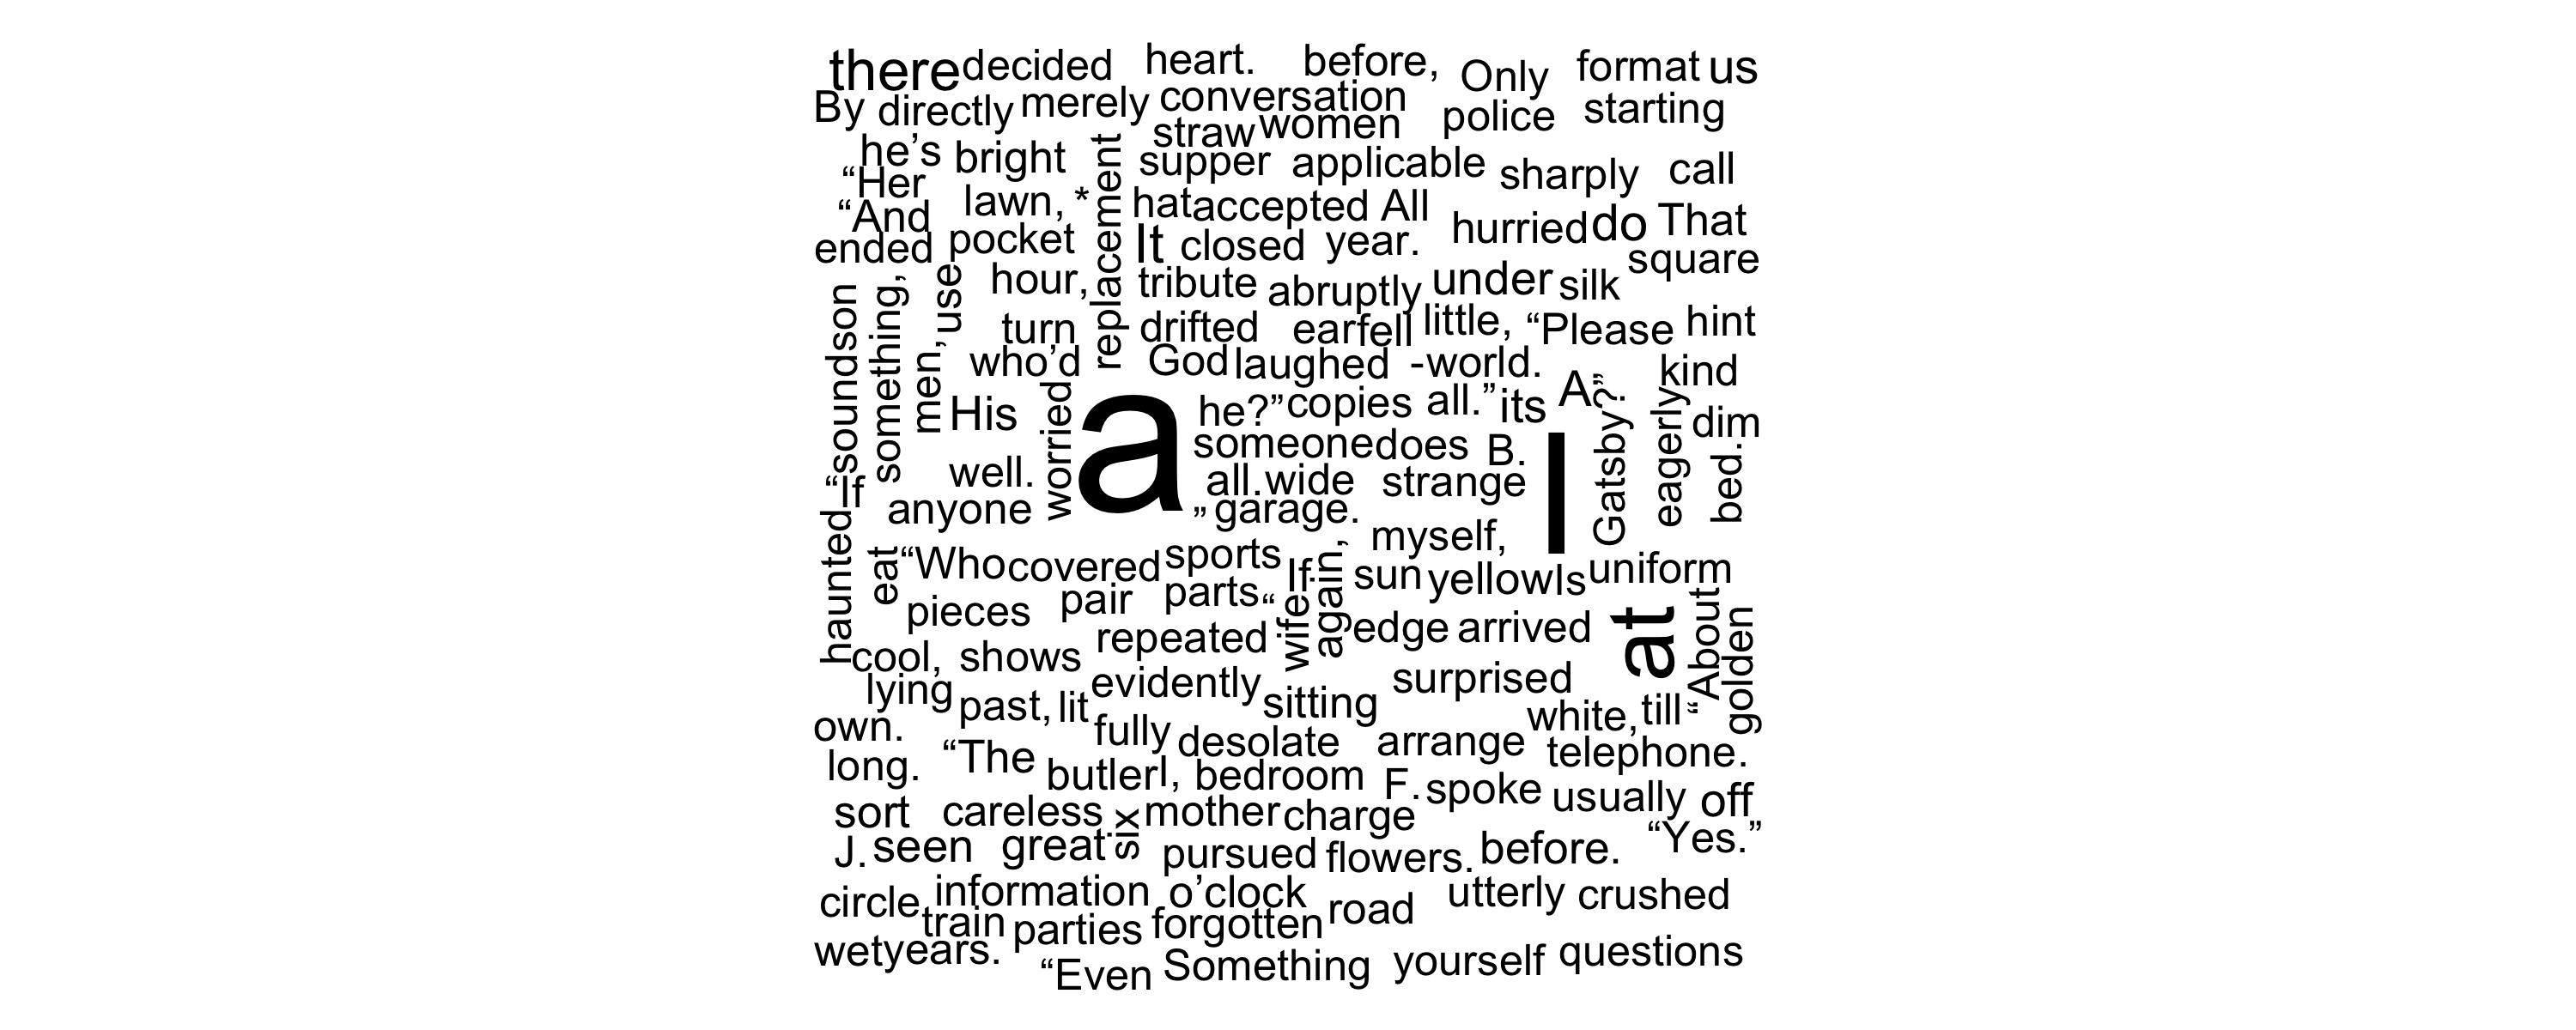 there decided heart. before, Only format us
By directly merely conversation police starting
straw women
he’s bright supper applicable sharply call
“Her lawn, * replacement hat accepted All
“And hurried do That
ended pocket It closed year. square
hour, tribute abruptly under silk
“sounds on something, men, use
turn drifted ear fell little, “Please hint
who’d God laughed -world. kind
His worried a he?” copies all.” its A Gatsby?” eagerly dim
someone does B. I
well. all. wide strange bed.
“If anyone ” garage.
myself,
haunted eat “Who covered sports If sun yellow Is uniform
pieces pair parts “ wife again,
repeated edge arrived at “About golden
cool, shows
lying evidently surprised
past, lit sitting white, till “
own. fully desolate arrange telephone.
long. “The butler I, bedroom F. spoke usually off
sort careless six mother charge
J. seen great pursued flowers. before. “Yes.”
circle, information o’clock road utterly crushed
train parties forgotten
wet years. “Even Something yourself questions